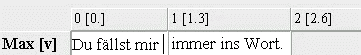 0 [0.] 1 [1.3] 2 [2.6]
Max [v] Du fällst mir immer ins Wort.